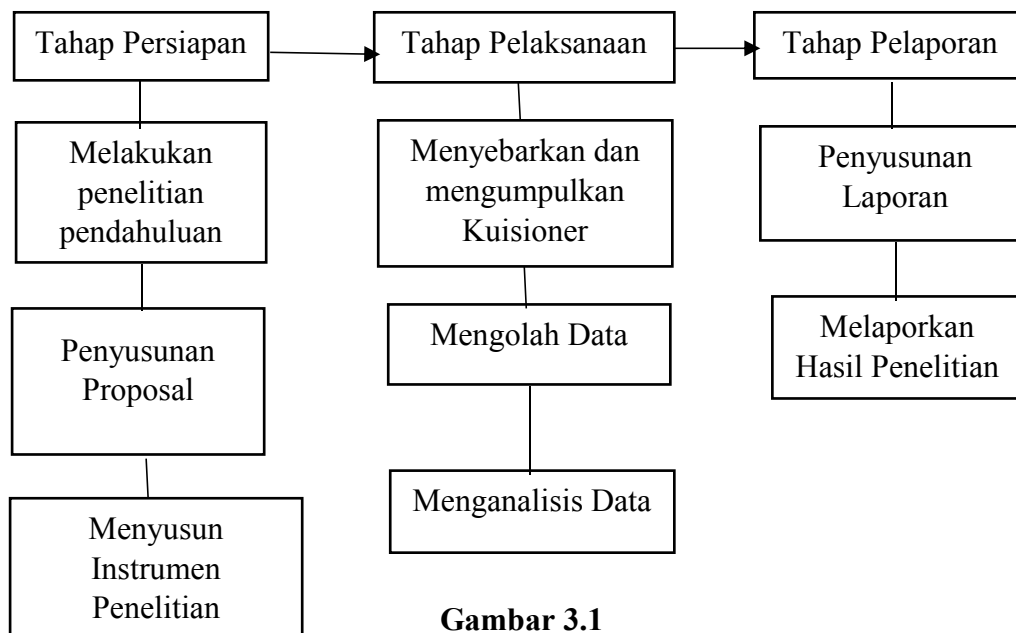 Tahap Persiapan
Tahap Pelaksanaan
Tahap Pelaporan
Melakukan
penelitian
pendahuluan
Menyebarkan dan
mengumpulkan
Kuisioner
Penyusunan
Laporan
Penyusunan
Proposal
Mengolah Data
Melaporkan
Hasil Penelitian
Menyusun
Instrumen
Penelitian
Menganalisis Data
Gambar 3.1